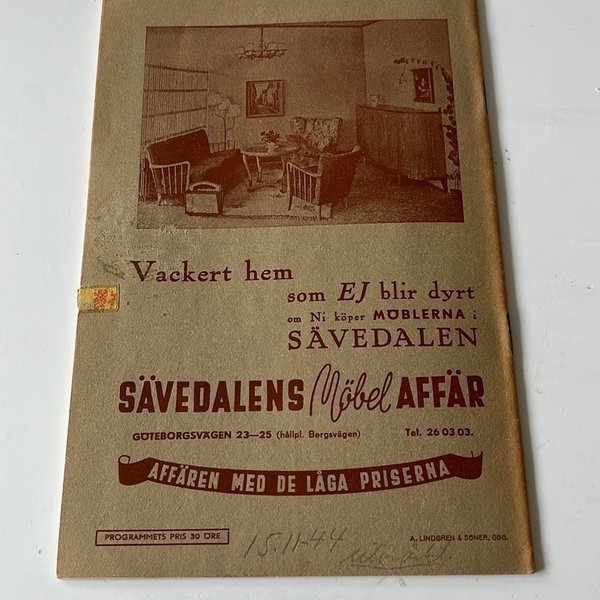 Vackert hem
som EJ blir dyrt
om Ni köper MÖBLERNA i
SÄVEDALEN
SÄVEDALENS Möbel AFFÄR
GÖTEBORGSVÄGEN 23—25 (hållpl. Bergsvägen) Tel. 26 03 03.
AFFÄREN MED DE LÅGA PRISERNA
PROGRAMMETS PRIS 30 ÖRE
A. LINDGREN & SÖNER, GBG.
15.11-44
utmärkt.